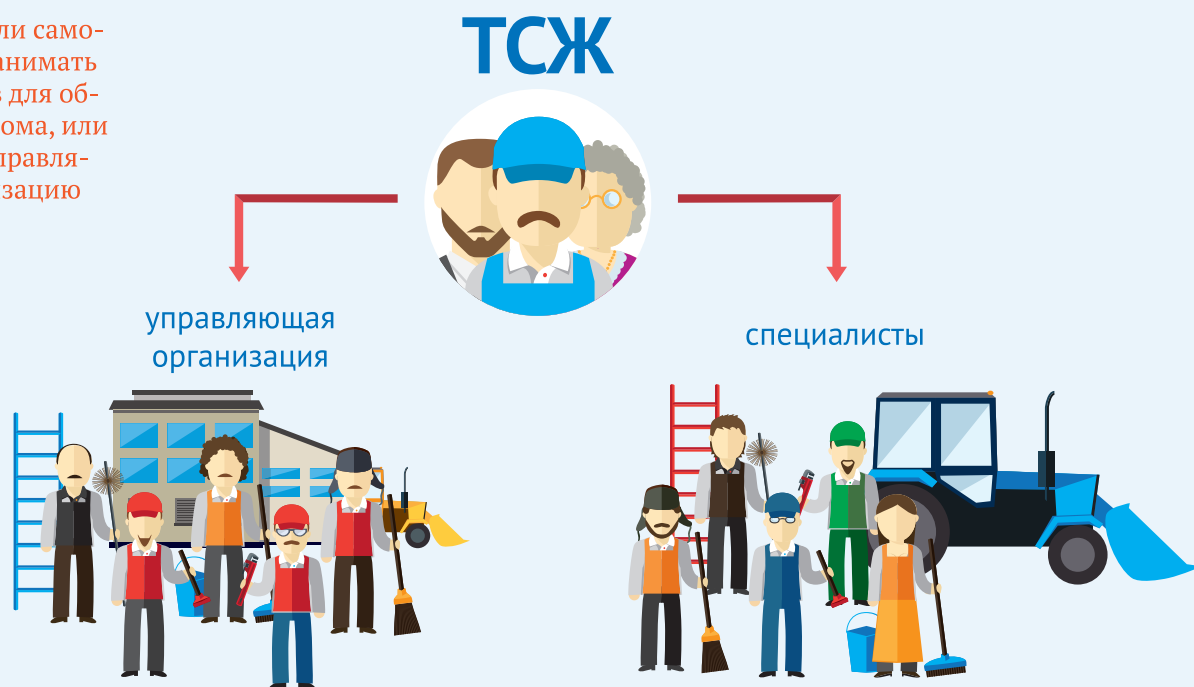 ли само-
анимать
для об-
ома, или
правля-
зацию
ТСЖ
управляющая
организация
специалисты